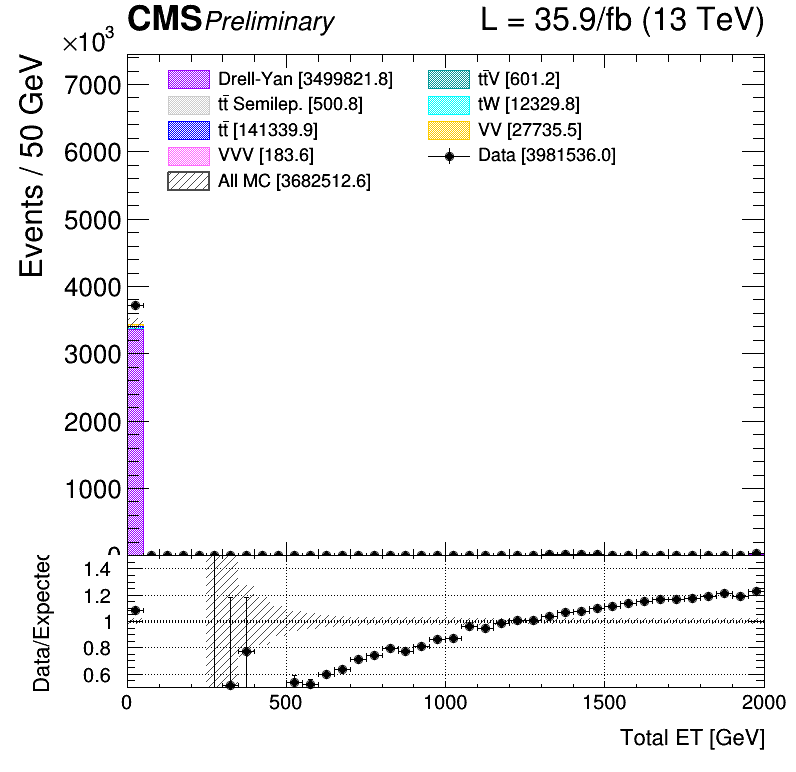 CMS Preliminary L = 35.9/fb (13 TeV)
×10³
Events / 50 GeV
7000
6000
5000
4000
3000
2000
1000
0
Drell-Yan [3499821.8]
tt̄ Semilep. [500.8]
tt̄ [141339.9]
VVV [183.6]
All MC [3682512.6]
tt̄V [601.2]
tW [12329.8]
VV [27735.5]
Data [3981536.0]
Data/Expected
1.4
1.2
1
0.8
0.6
0 500 1000 1500 2000
Total ET [GeV]